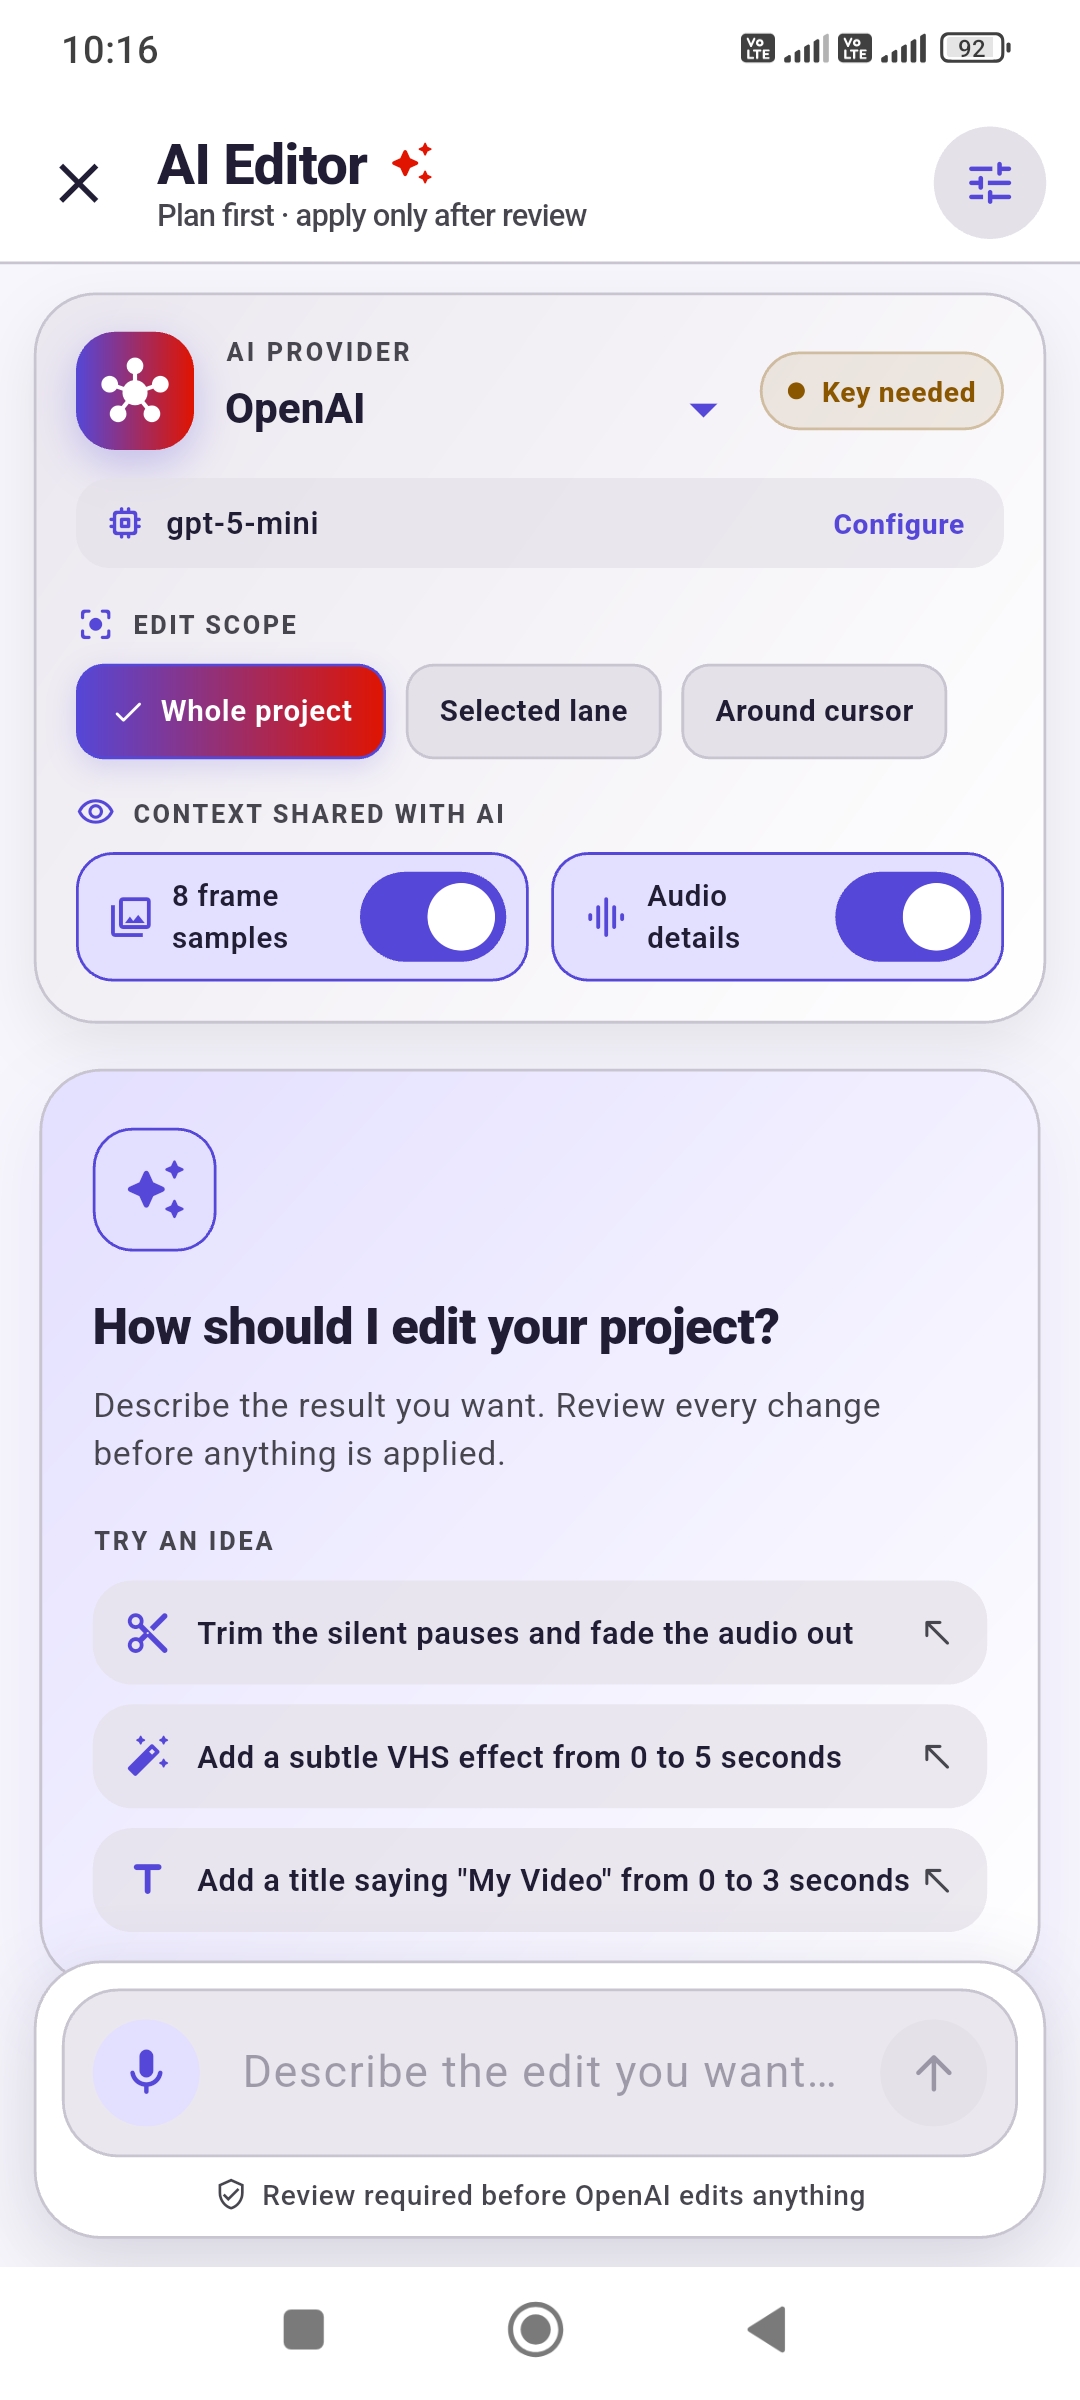 10:16
Vo LTE Vo LTE 92
AI Editor
Plan first · apply only after review
AI PROVIDER
OpenAI
Key needed
gpt-5-mini
Configure
EDIT SCOPE
Whole project
Selected lane
Around cursor
CONTEXT SHARED WITH AI
8 frame
samples
Audio
details
How should I edit your project?
Describe the result you want. Review every change
before anything is applied.
TRY AN IDEA
Trim the silent pauses and fade the audio out
Add a subtle VHS effect from 0 to 5 seconds
Add a title saying "My Video" from 0 to 3 seconds
Describe the edit you want...
Review required before OpenAI edits anything